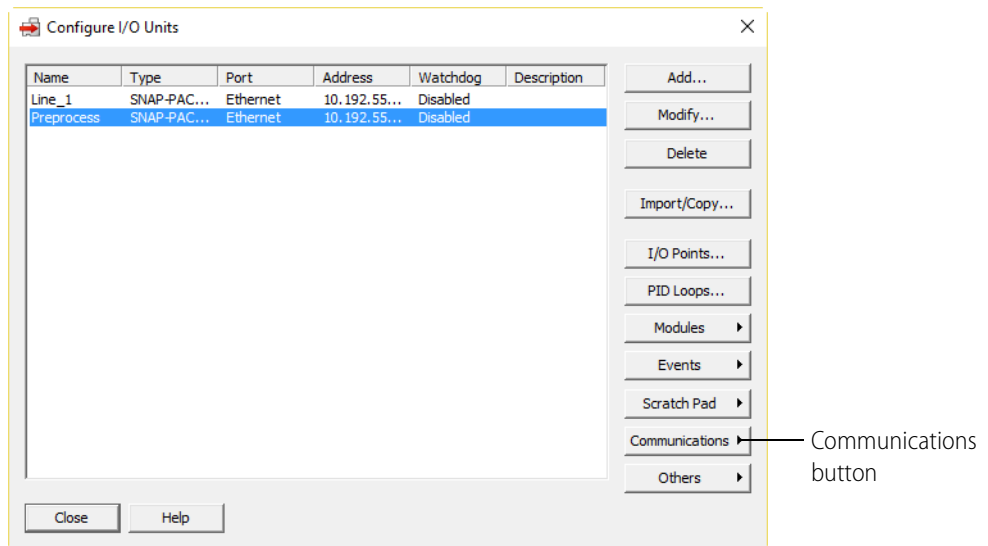 Configure I/O Units
Name Type Port Address Watchdog Description
Line_1 SNAP-PAC... Ethernet 10.192.55... Disabled
Preprocess SNAP-PAC... Ethernet 10.192.55... Disabled
Add...
Modify...
Delete
Import/Copy...
I/O Points...
PID Loops...
Modules
Events
Scratch Pad
Communications
Others
Communications
button
Close Help